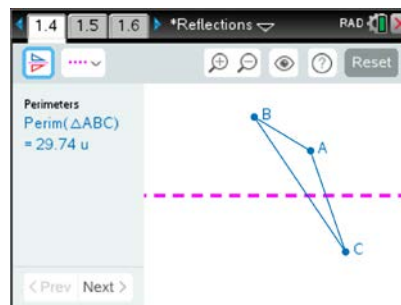 1.4 1.5 1.6 *Reflections RAD
Reset
Perimeters
Perim(△ABC)
= 29.74 u
B
A
C
< Prev Next >